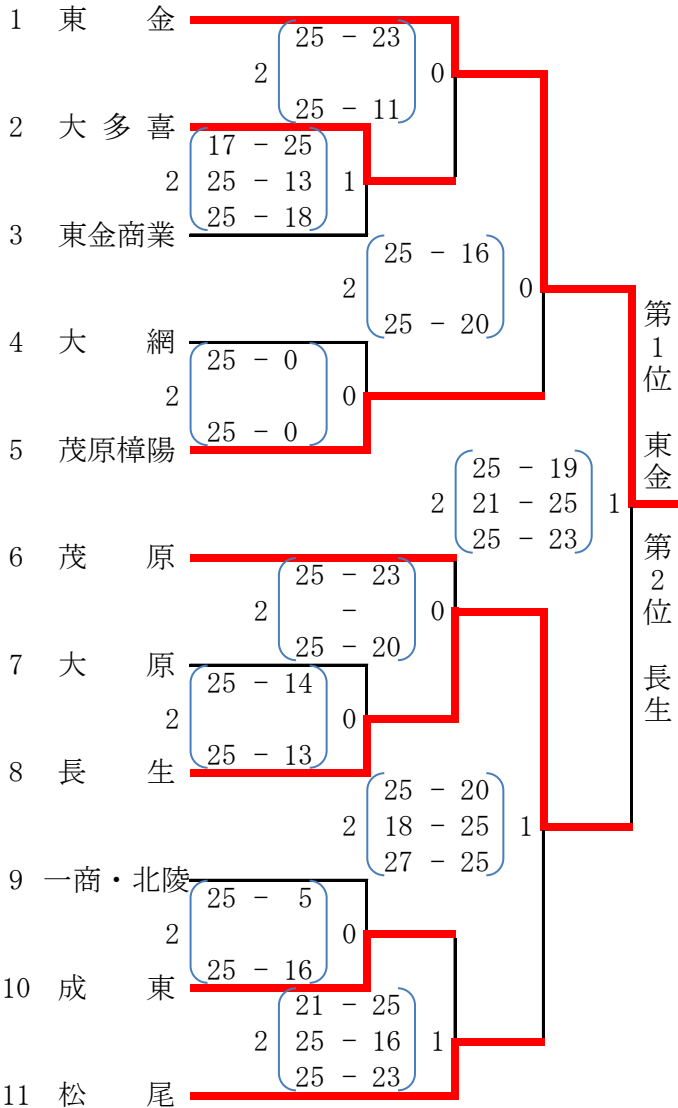 1 東 金
25 - 23
2 0
25 - 11
2 大 多 喜
17 - 25
2 25 - 13 1
25 - 18
3 東金商業
25 - 16
2 0
25 - 20
4 大 網
25 - 0
2 0
25 - 0
5 茂原樟陽
25 - 19
2 21 - 25 1
25 - 23
6 茂 原
25 - 23
2 - 0
25 - 20
7 大 原
25 - 14
2 0
25 - 13
8 長 生
25 - 20
2 18 - 25 1
27 - 25
9 一商・北陵
25 - 5
2 0
25 - 16
10 成 東
21 - 25
2 25 - 16 1
25 - 23
11 松 尾
第1位 東金
第2位 長生